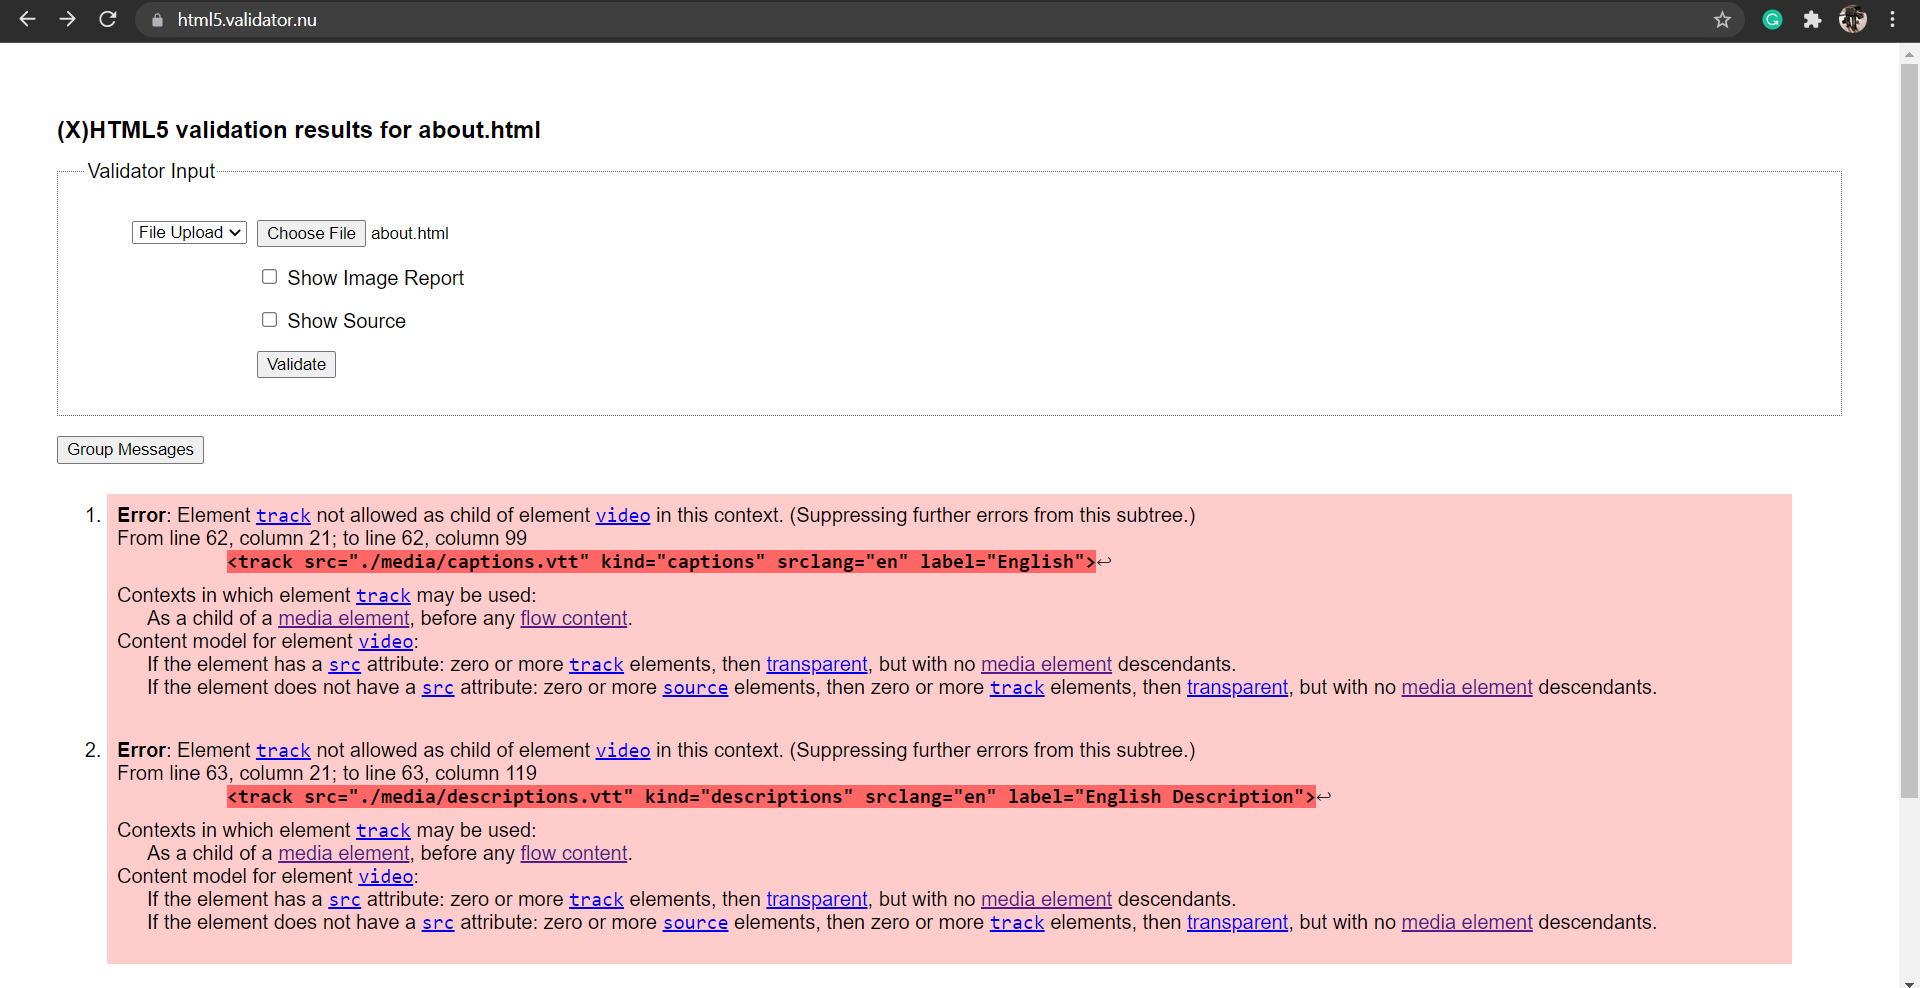 html5.validator.nu
(X)HTML5 validation results for about.html
Validator Input
File Upload Choose File about.html
Show Image Report
Show Source
Validate
Group Messages
1. Error: Element track not allowed as child of element video in this context. (Suppressing further errors from this subtree.)
From line 62, column 21; to line 62, column 99
<track src="./media/captions.vtt" kind="captions" srclang="en" label="English">↩
Contexts in which element track may be used:
As a child of a media element, before any flow content.
Content model for element video:
If the element has a src attribute: zero or more track elements, then transparent, but with no media element descendants.
If the element does not have a src attribute: zero or more source elements, then zero or more track elements, then transparent, but with no media element descendants.
2. Error: Element track not allowed as child of element video in this context. (Suppressing further errors from this subtree.)
From line 63, column 21; to line 63, column 119
<track src="./media/descriptions.vtt" kind="descriptions" srclang="en" label="English Description">↩
Contexts in which element track may be used:
As a child of a media element, before any flow content.
Content model for element video:
If the element has a src attribute: zero or more track elements, then transparent, but with no media element descendants.
If the element does not have a src attribute: zero or more source elements, then zero or more track elements, then transparent, but with no media element descendants.